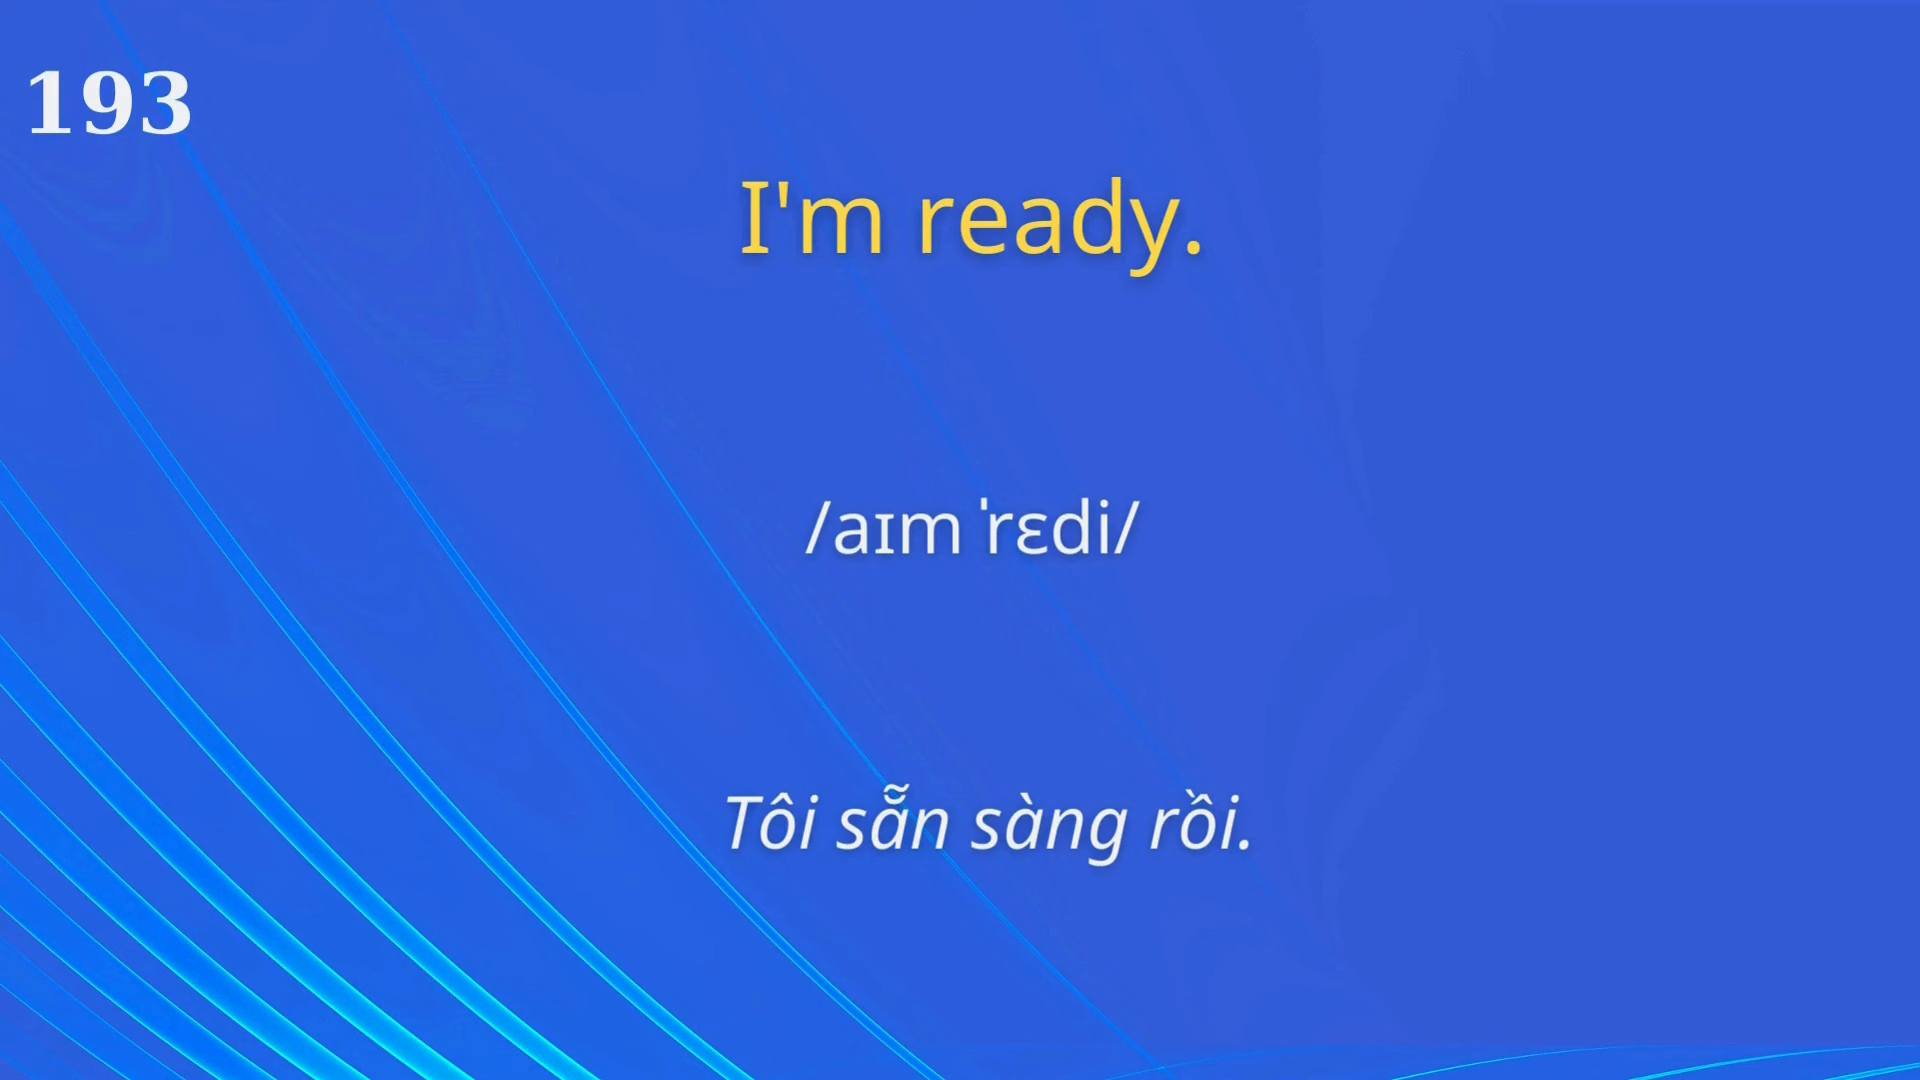 193
I'm ready.
/aɪm ˈrɛdi/
Tôi sẵn sàng rồi.